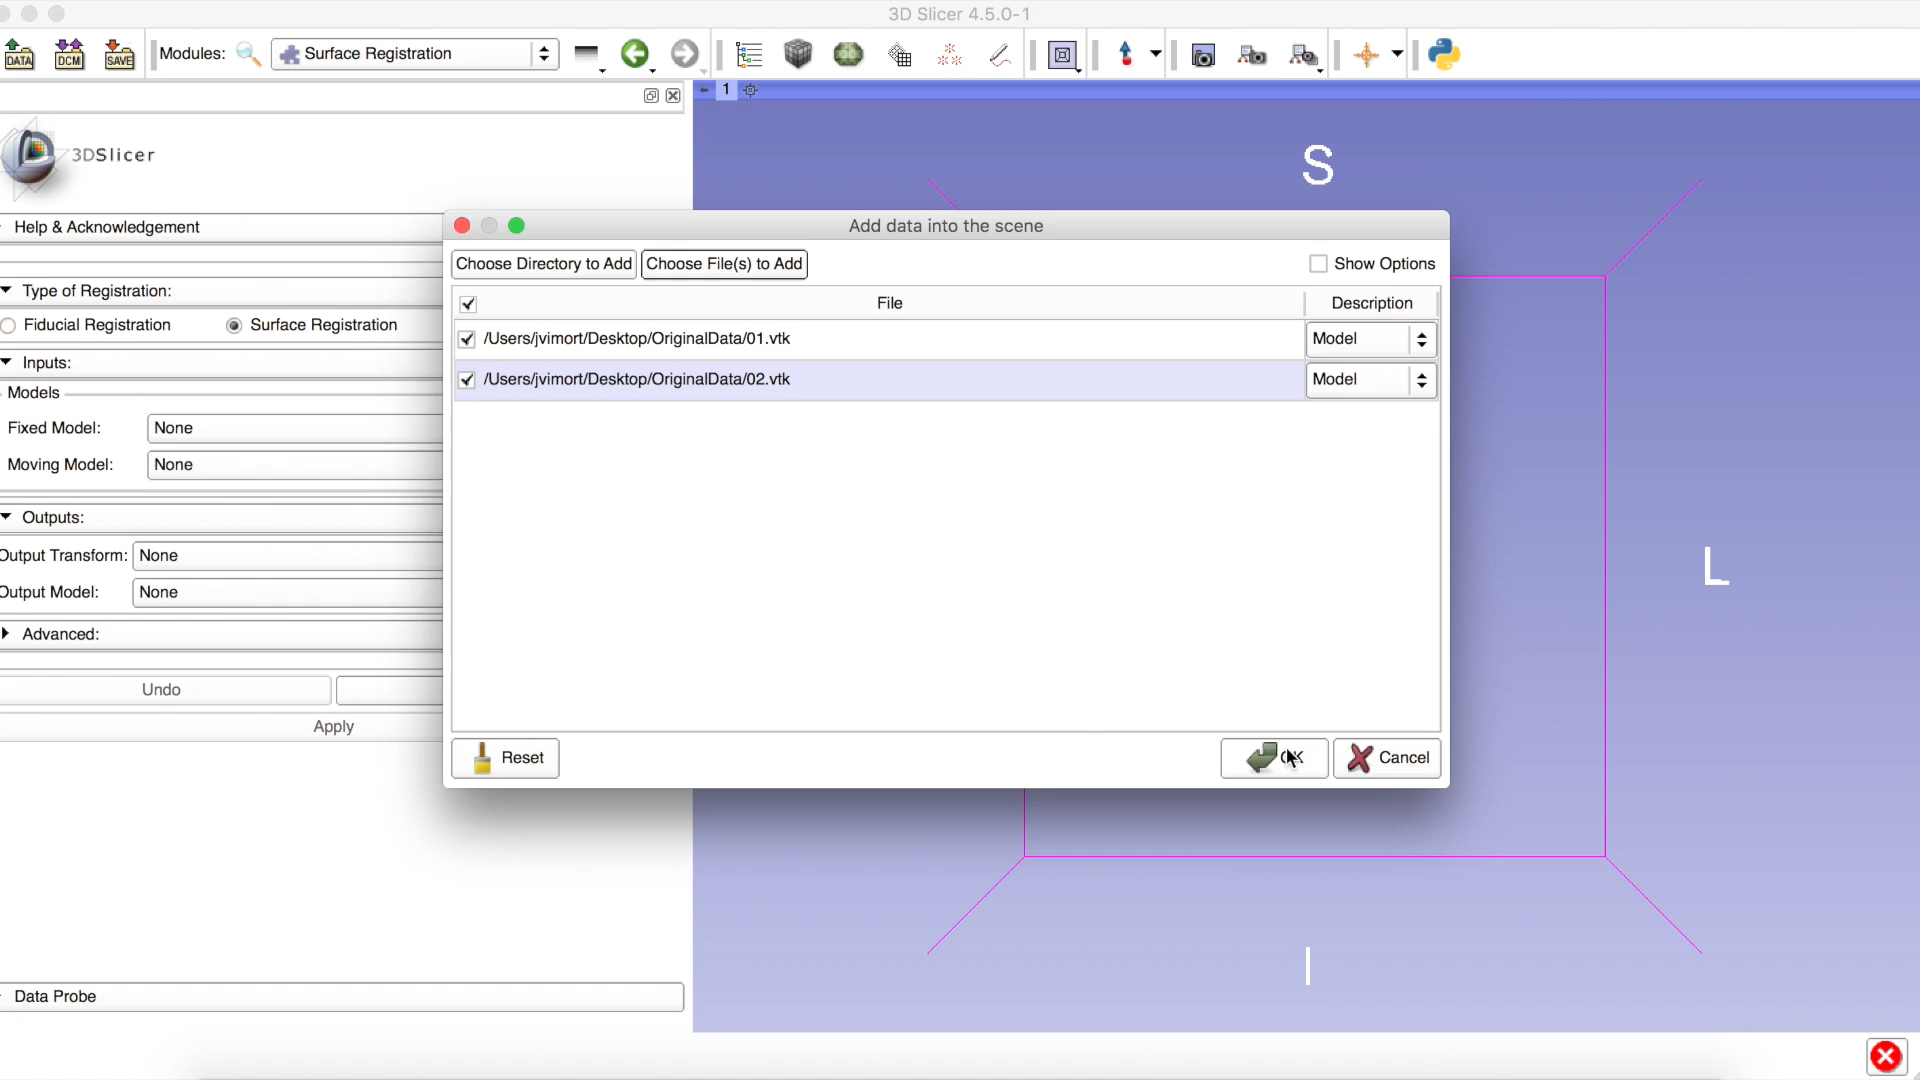 3D Slicer 4.5.0-1
DATA
DCM
SAVE
Modules:
Surface Registration
1
3DSlicer
S
Help & Acknowledgement
Add data into the scene
Choose Directory to Add
Choose File(s) to Add
Show Options
Type of Registration:
File
Description
Fiducial Registration
Surface Registration
/Users/jvimort/Desktop/OriginalData/01.vtk
Model
Inputs:
/Users/jvimort/Desktop/OriginalData/02.vtk
Model
Models
Fixed Model:
None
Moving Model:
None
Outputs:
Output Transform:
None
L
Output Model:
None
Advanced:
Undo
Apply
Reset
OK
Cancel
I
Data Probe